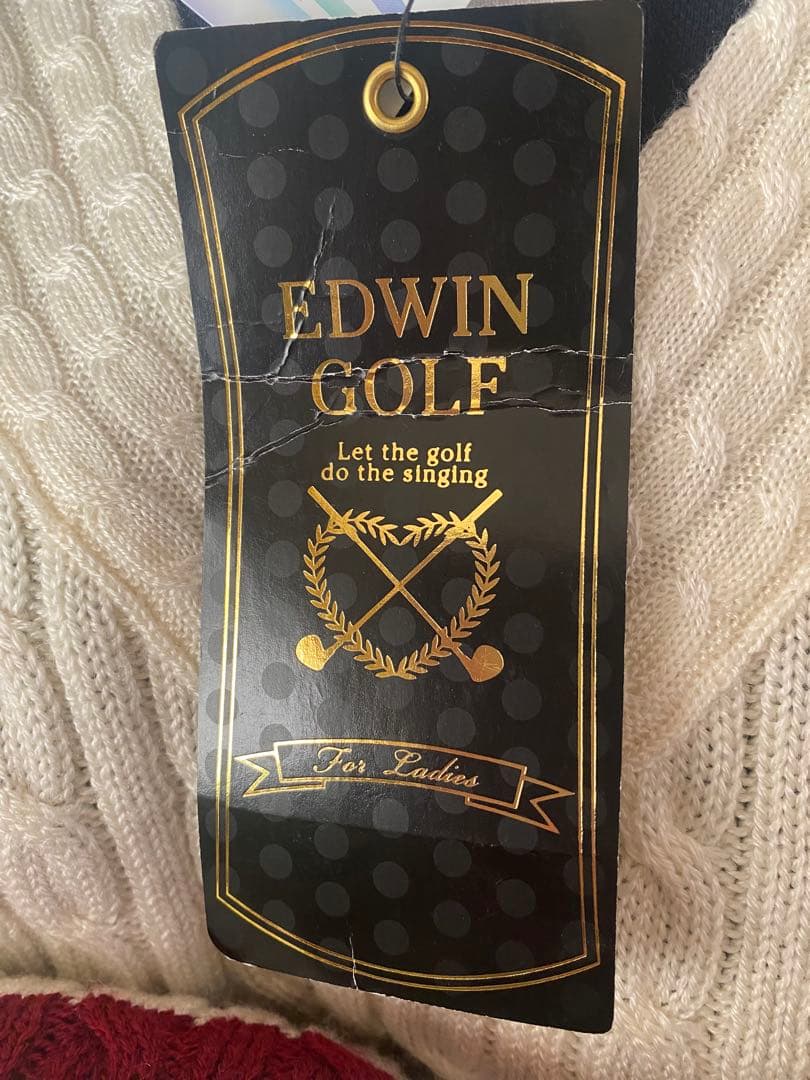 EDWIN
GOLF
Let the golf
do the singing
For Ladies